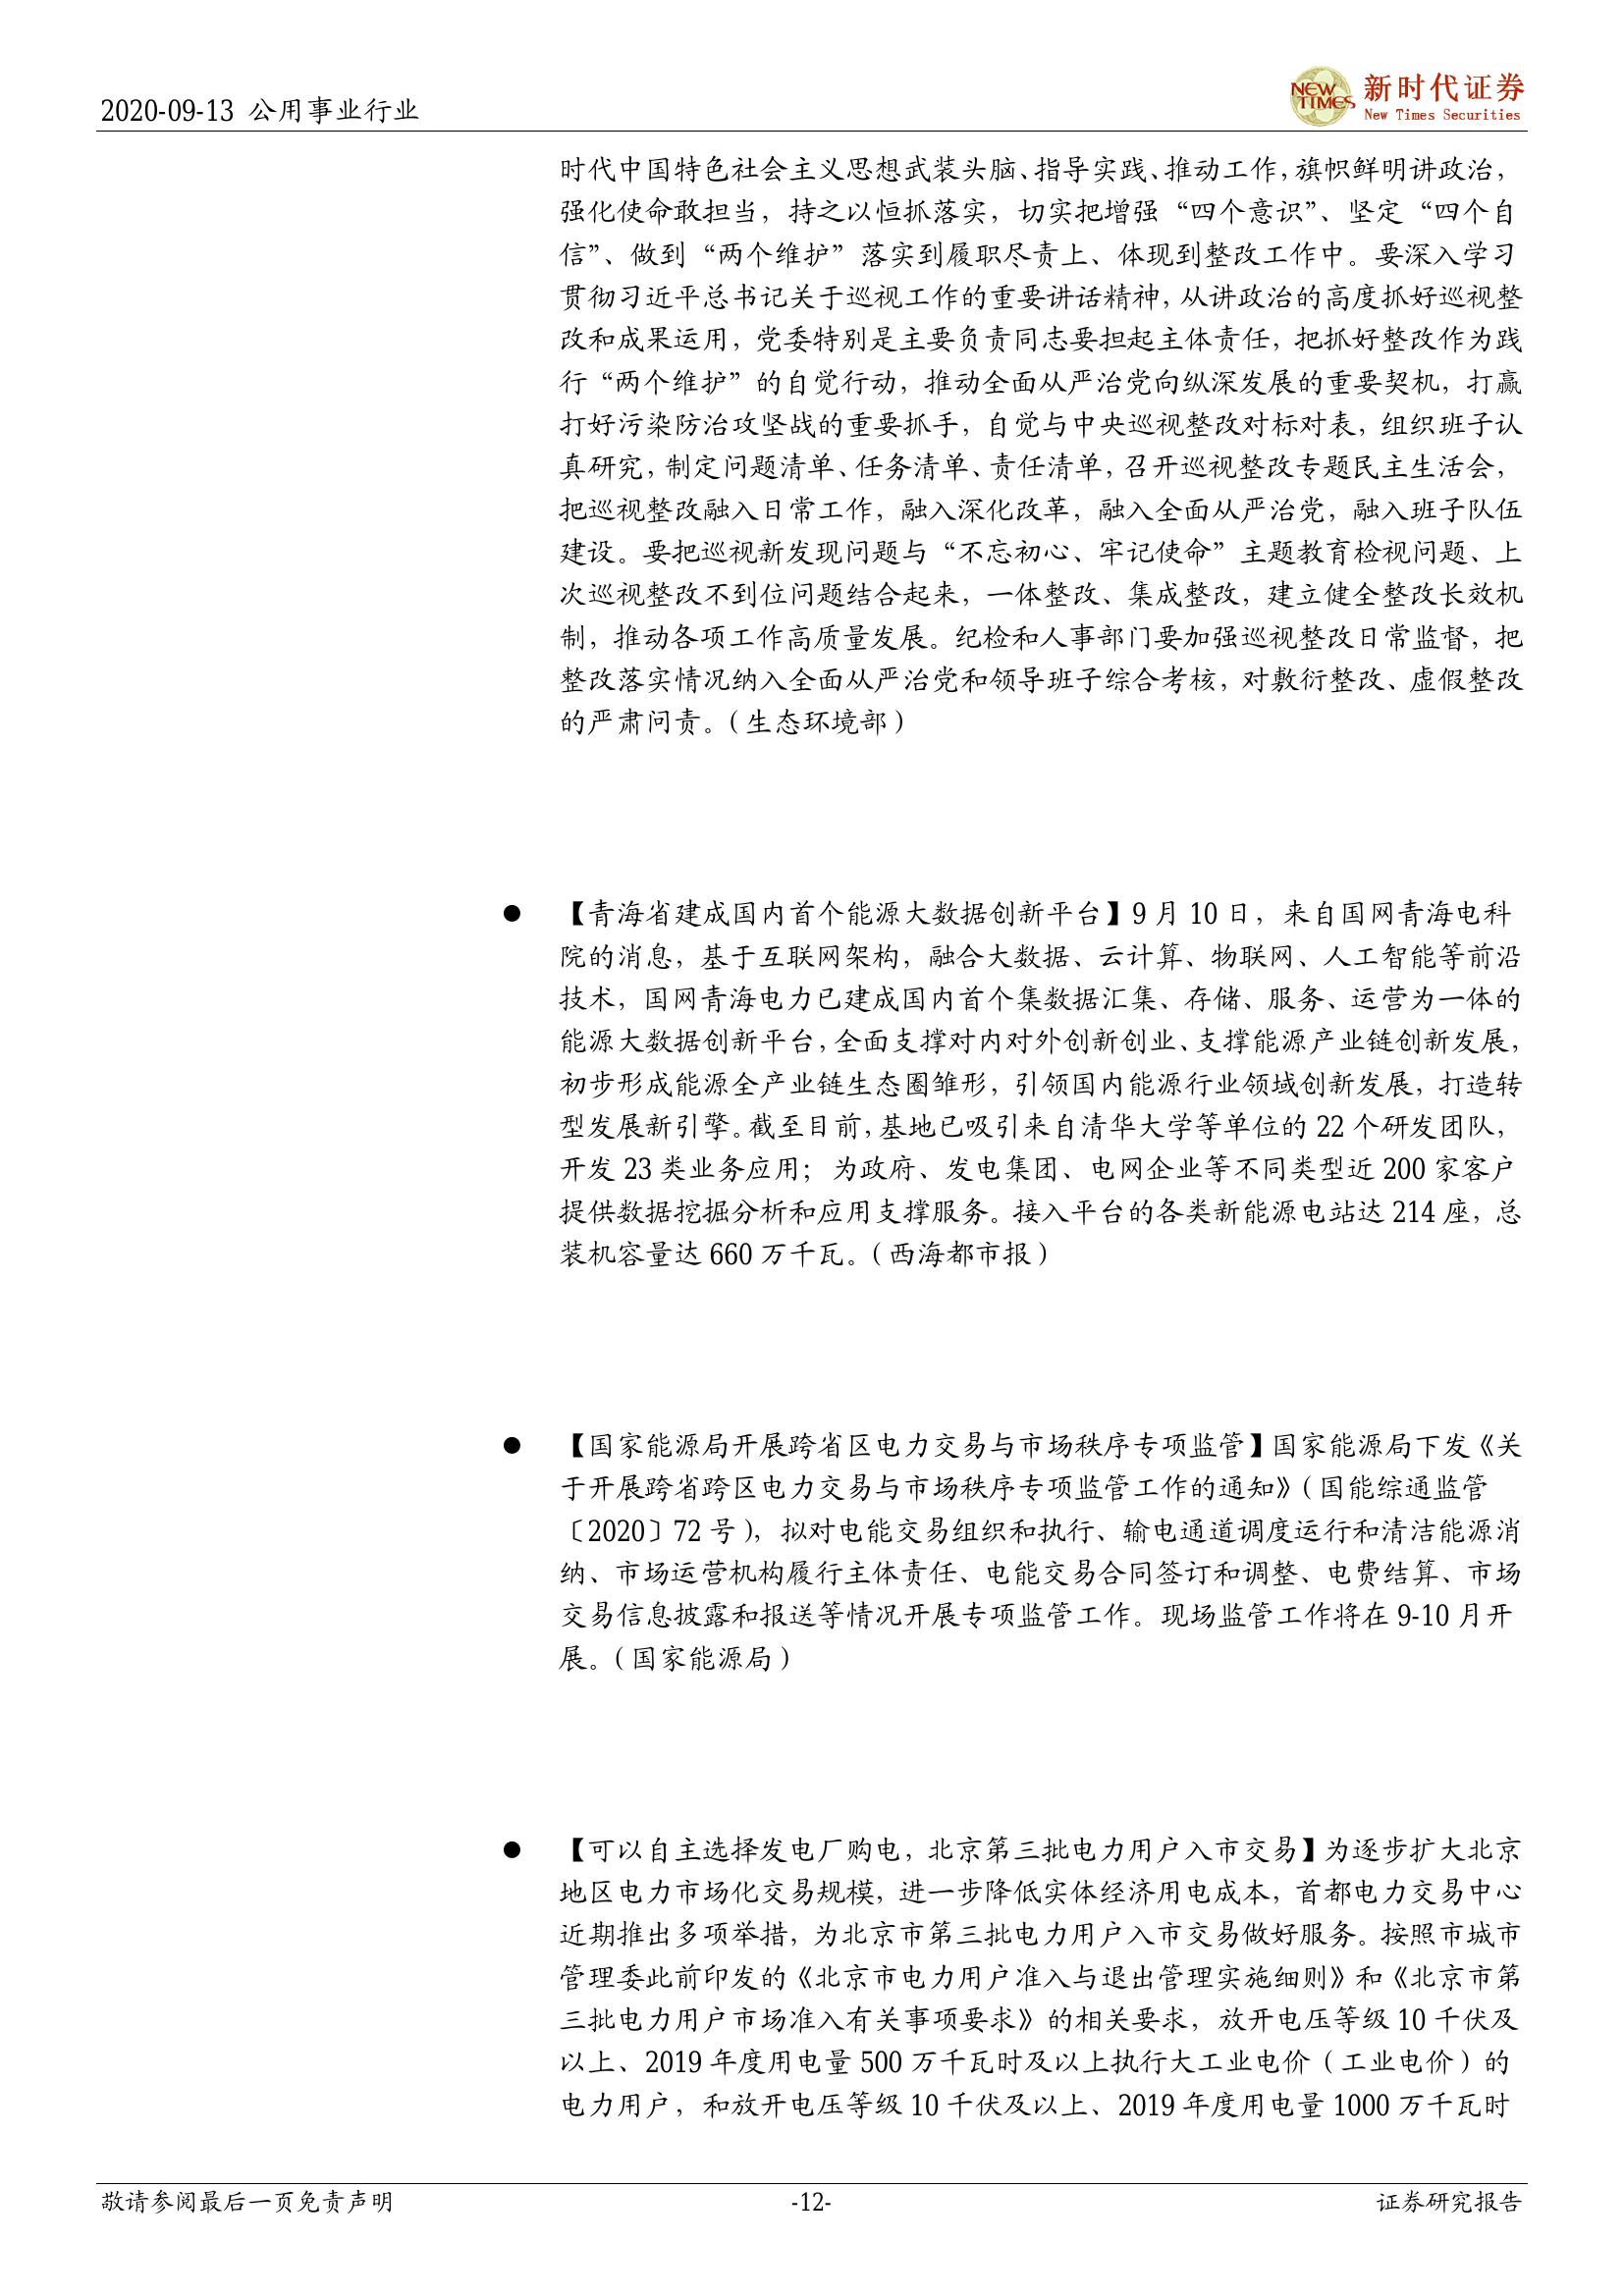 2020-09-13 公用事业行业
NEW TIMES
新时代证券
New Times Securities
时代中国特色社会主义思想武装头脑、指导实践、推动工作，旗帜鲜明讲政治，
强化使命敢担当，持之以恒抓落实，切实把增强“四个意识”、坚定“四个自
信”、做到“两个维护”落实到履职尽责上、体现到整改工作中。要深入学习
贯彻习近平总书记关于巡视工作的重要讲话精神，从讲政治的高度抓好巡视整
改和成果运用，党委特别是主要负责同志要担起主体责任，把抓好整改作为践
行“两个维护”的自觉行动，推动全面从严治党向纵深发展的重要契机，打赢
打好污染防治攻坚战的重要抓手，自觉与中央巡视整改对标对表，组织班子认
真研究，制定问题清单、任务清单、责任清单，召开巡视整改专题民主生活会，
把巡视整改融入日常工作，融入深化改革，融入全面从严治党，融入班子队伍
建设。要把巡视新发现问题与“不忘初心、牢记使命”主题教育检视问题、上
次巡视整改不到位问题结合起来，一体整改、集成整改，建立健全整改长效机
制，推动各项工作高质量发展。纪检和人事部门要加强巡视整改日常监督，把
整改落实情况纳入全面从严治党和领导班子综合考核，对敷衍整改、虚假整改
的严肃问责。（生态环境部）
● 【青海省建成国内首个能源大数据创新平台】9 月 10 日，来自国网青海电科
院的消息，基于互联网架构，融合大数据、云计算、物联网、人工智能等前沿
技术，国网青海电力已建成国内首个集数据汇集、存储、服务、运营为一体的
能源大数据创新平台，全面支撑对内对外创新创业、支撑能源产业链创新发展，
初步形成能源全产业链生态圈雏形，引领国内能源行业领域创新发展，打造转
型发展新引擎。截至目前，基地已吸引来自清华大学等单位的 22 个研发团队，
开发 23 类业务应用；为政府、发电集团、电网企业等不同类型近 200 家客户
提供数据挖掘分析和应用支撑服务。接入平台的各类新能源电站达 214 座，总
装机容量达 660 万千瓦。（西海都市报）
● 【国家能源局开展跨省区电力交易与市场秩序专项监管】国家能源局下发《关
于开展跨省跨区电力交易与市场秩序专项监管工作的通知》（国能综通监管
〔2020〕72 号），拟对电能交易组织和执行、输电通道调度运行和清洁能源消
纳、市场运营机构履行主体责任、电能交易合同签订和调整、电费结算、市场
交易信息披露和报送等情况开展专项监管工作。现场监管工作将在 9-10 月开
展。（国家能源局）
● 【可以自主选择发电厂购电，北京第三批电力用户入市交易】为逐步扩大北京
地区电力市场化交易规模，进一步降低实体经济用电成本，首都电力交易中心
近期推出多项举措，为北京市第三批电力用户入市交易做好服务。按照市城市
管理委此前印发的《北京市电力用户准入与退出管理实施细则》和《北京市第
三批电力用户市场准入有关事项要求》的相关要求，放开电压等级 10 千伏及
以上、2019 年度用电量 500 万千瓦时及以上执行大工业电价（工业电价）的
电力用户，和放开电压等级 10 千伏及以上、2019 年度用电量 1000 万千瓦时
敬请参阅最后一页免责声明
-12-
证券研究报告